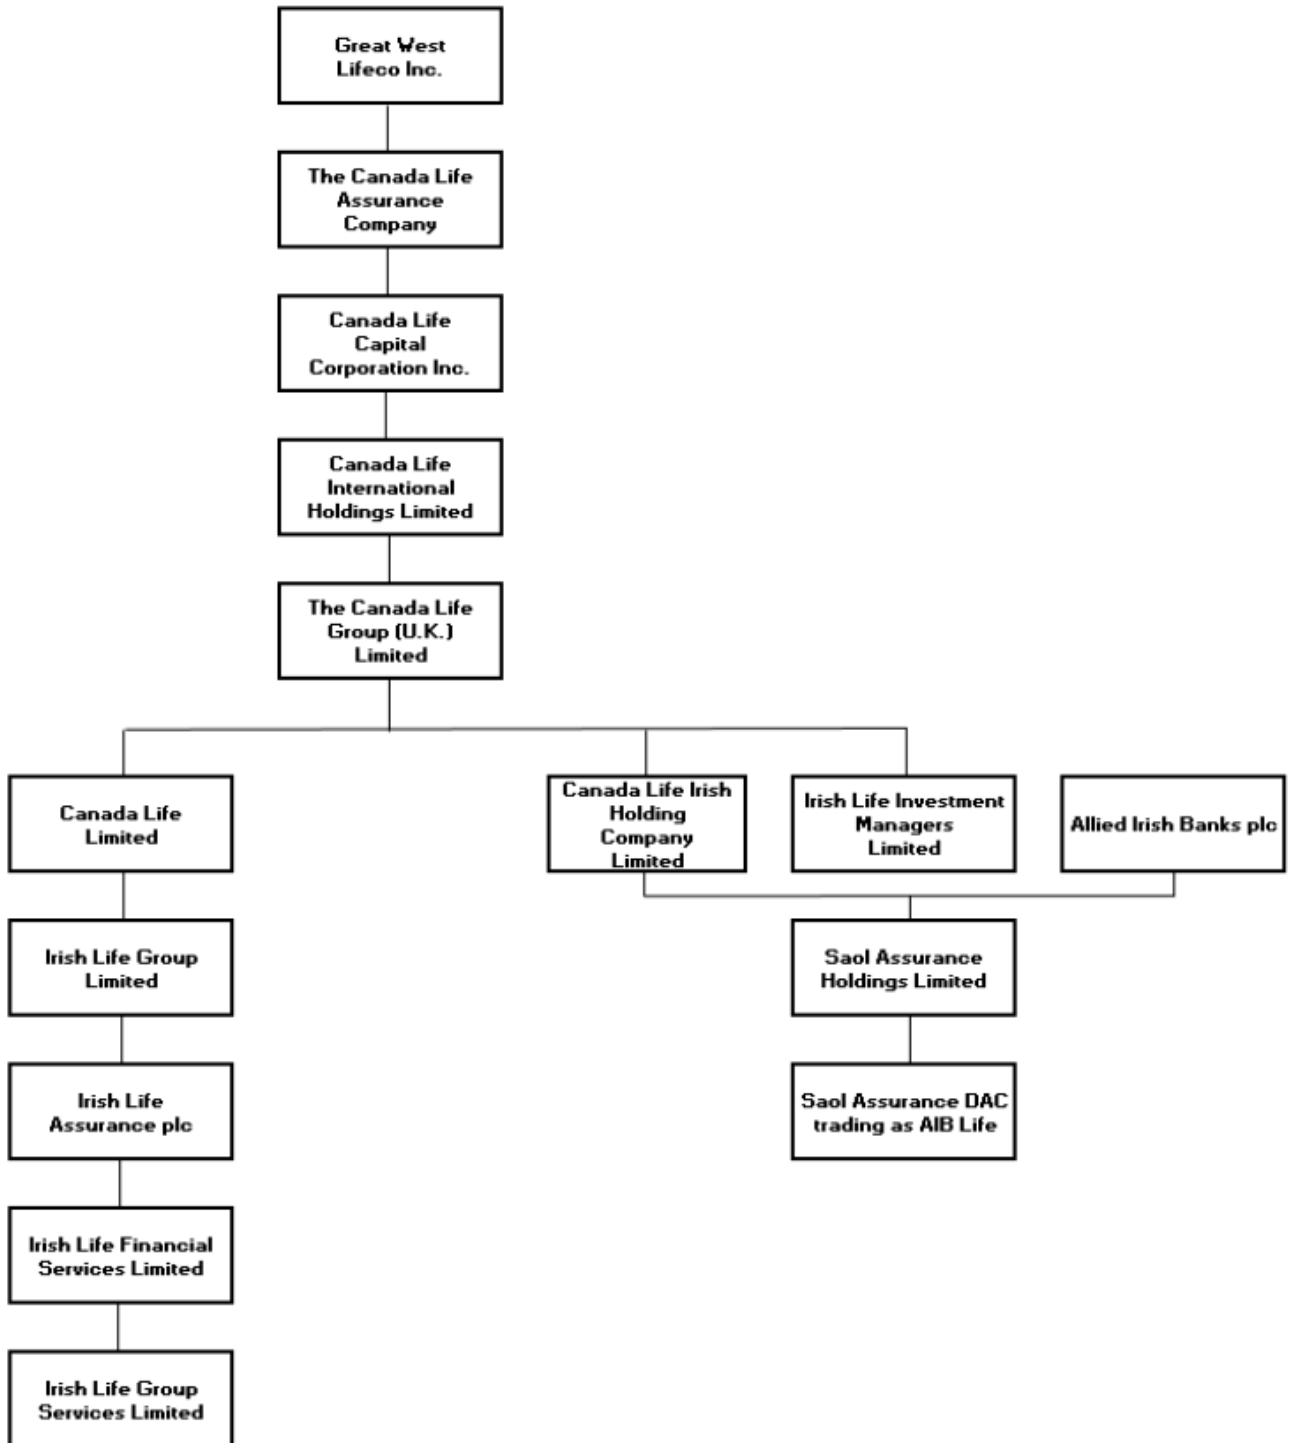 Great West
Lifeco Inc.
The Canada Life
Assurance
Company
Canada Life
Capital
Corporation Inc.
Canada Life
International
Holdings Limited
The Canada Life
Group (U.K.)
Limited
Canada Life
Limited
Canada Life Irish
Holding
Company
Limited
Irish Life Investment
Managers
Limited
Allied Irish Banks plc
Irish Life Group
Limited
Saol Assurance
Holdings Limited
Irish Life
Assurance plc
Saol Assurance DAC
trading as AIB Life
Irish Life Financial
Services Limited
Irish Life Group
Services Limited